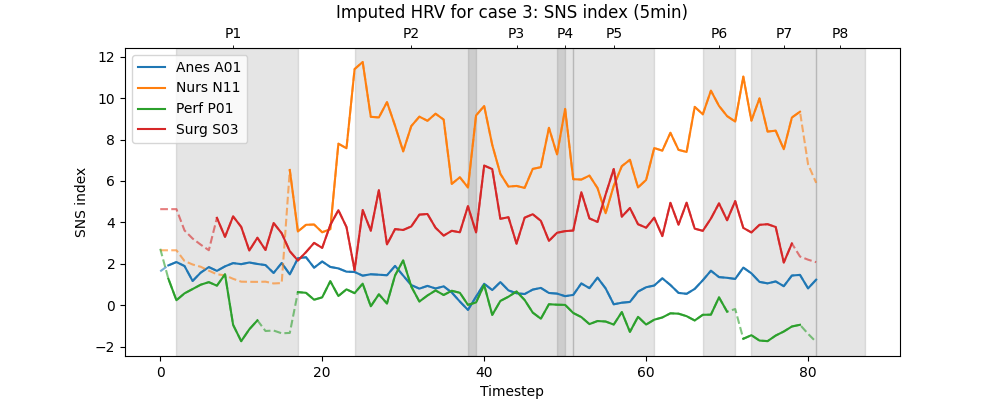 Imputed HRV for case 3: SNS index (5min)
P1 P2 P3 P4 P5 P6 P7 P8
Anes A01
Nurs N11
Perf P01
Surg S03
SNS index
12
10
8
6
4
2
0
−2
0 20 40 60 80
Timestep